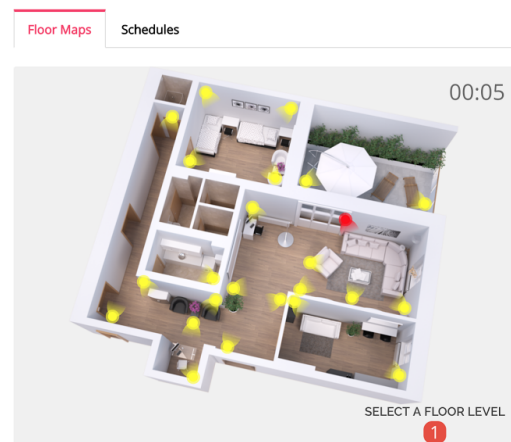 Floor Maps
Schedules
00:05
SELECT A FLOOR LEVEL
1